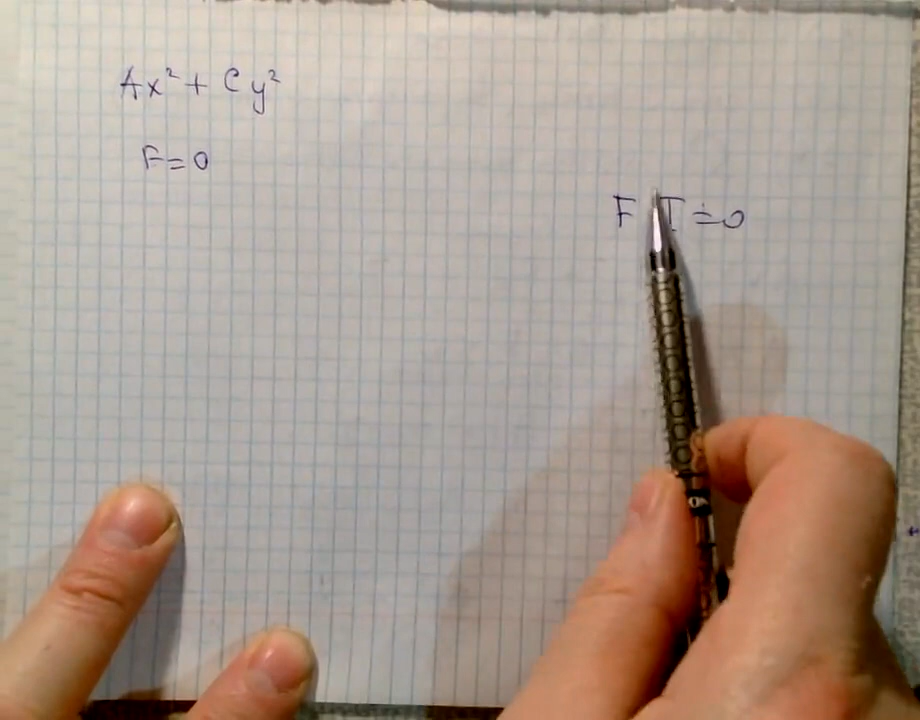 Ax² + Cy²
F = 0
F T ≠ 0